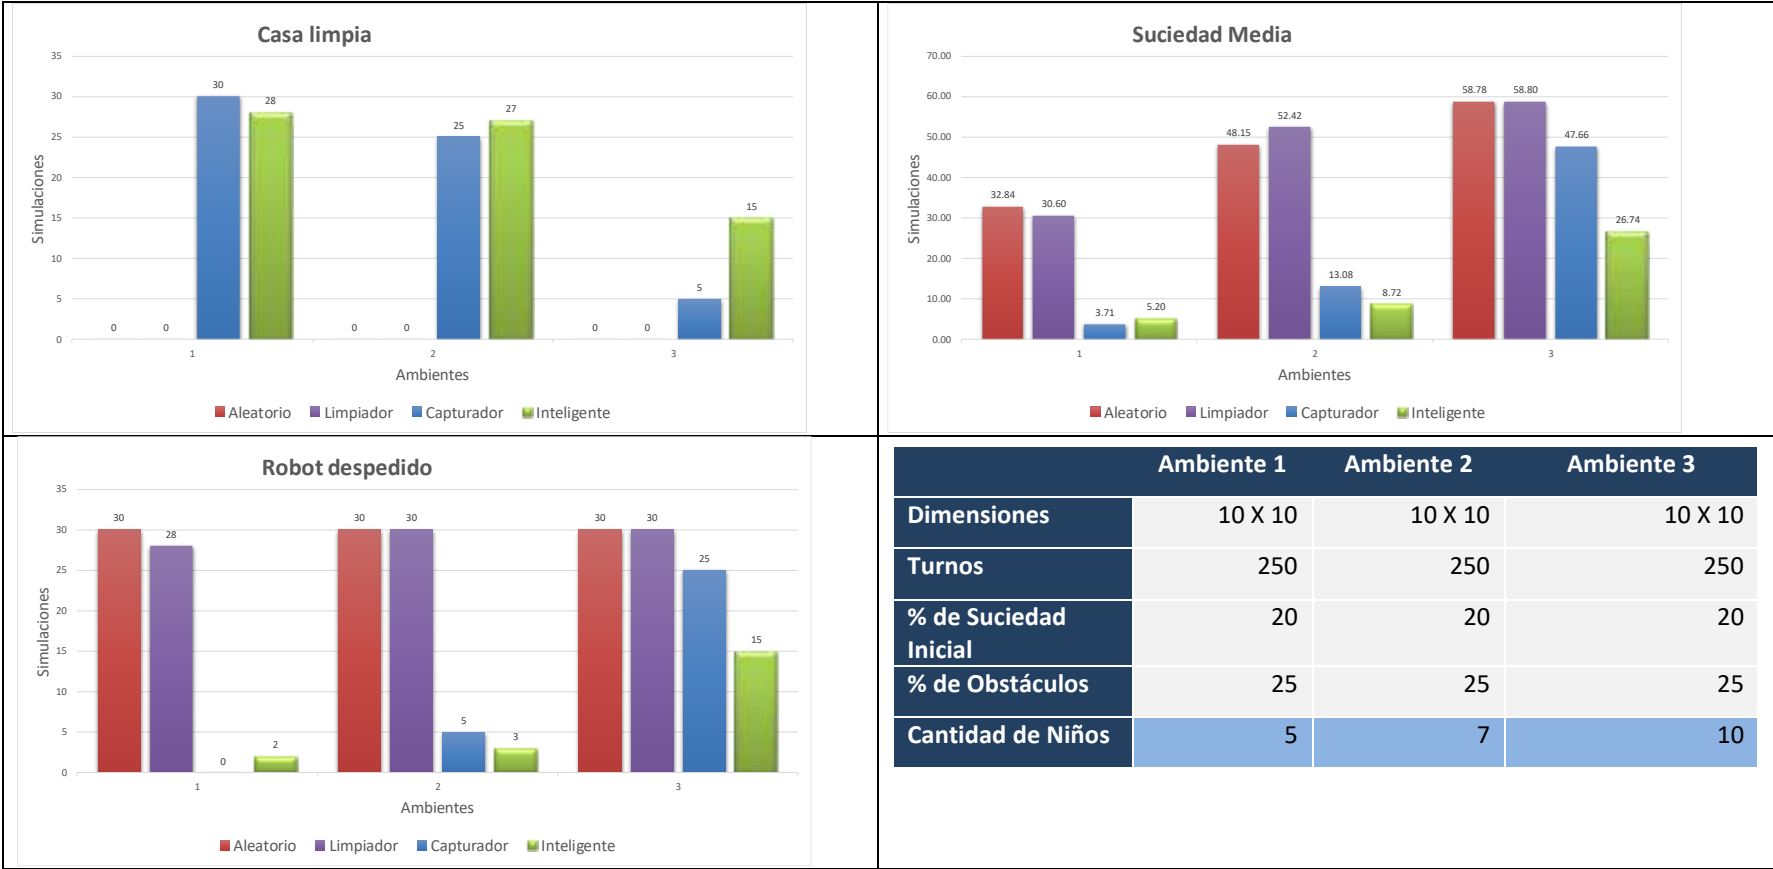 Casa limpia
35
30
25
20
15
10
5
0
Simulaciones
0 0 30 28
0 0 25 27
0 0 5 15
1 2 3
Ambientes
Aleatorio Limpiador Capturador Inteligente
Suciedad Media
70.00
60.00
50.00
40.00
30.00
20.00
10.00
0.00
Simulaciones
32.84 30.60 3.71 5.20
48.15 52.42 13.08 8.72
58.78 58.80 47.66 26.74
1 2 3
Ambientes
Aleatorio Limpiador Capturador Inteligente
Robot despedido
35
30
25
20
15
10
5
0
Simulaciones
30 28 0 2
30 30 5 3
30 30 25 15
1 2 3
Ambientes
Aleatorio Limpiador Capturador Inteligente
Ambiente 1 Ambiente 2 Ambiente 3
Dimensiones 10 X 10 10 X 10 10 X 10
Turnos 250 250 250
% de Suciedad 20 20 20
Inicial
% de Obstáculos 25 25 25
Cantidad de Niños 5 7 10